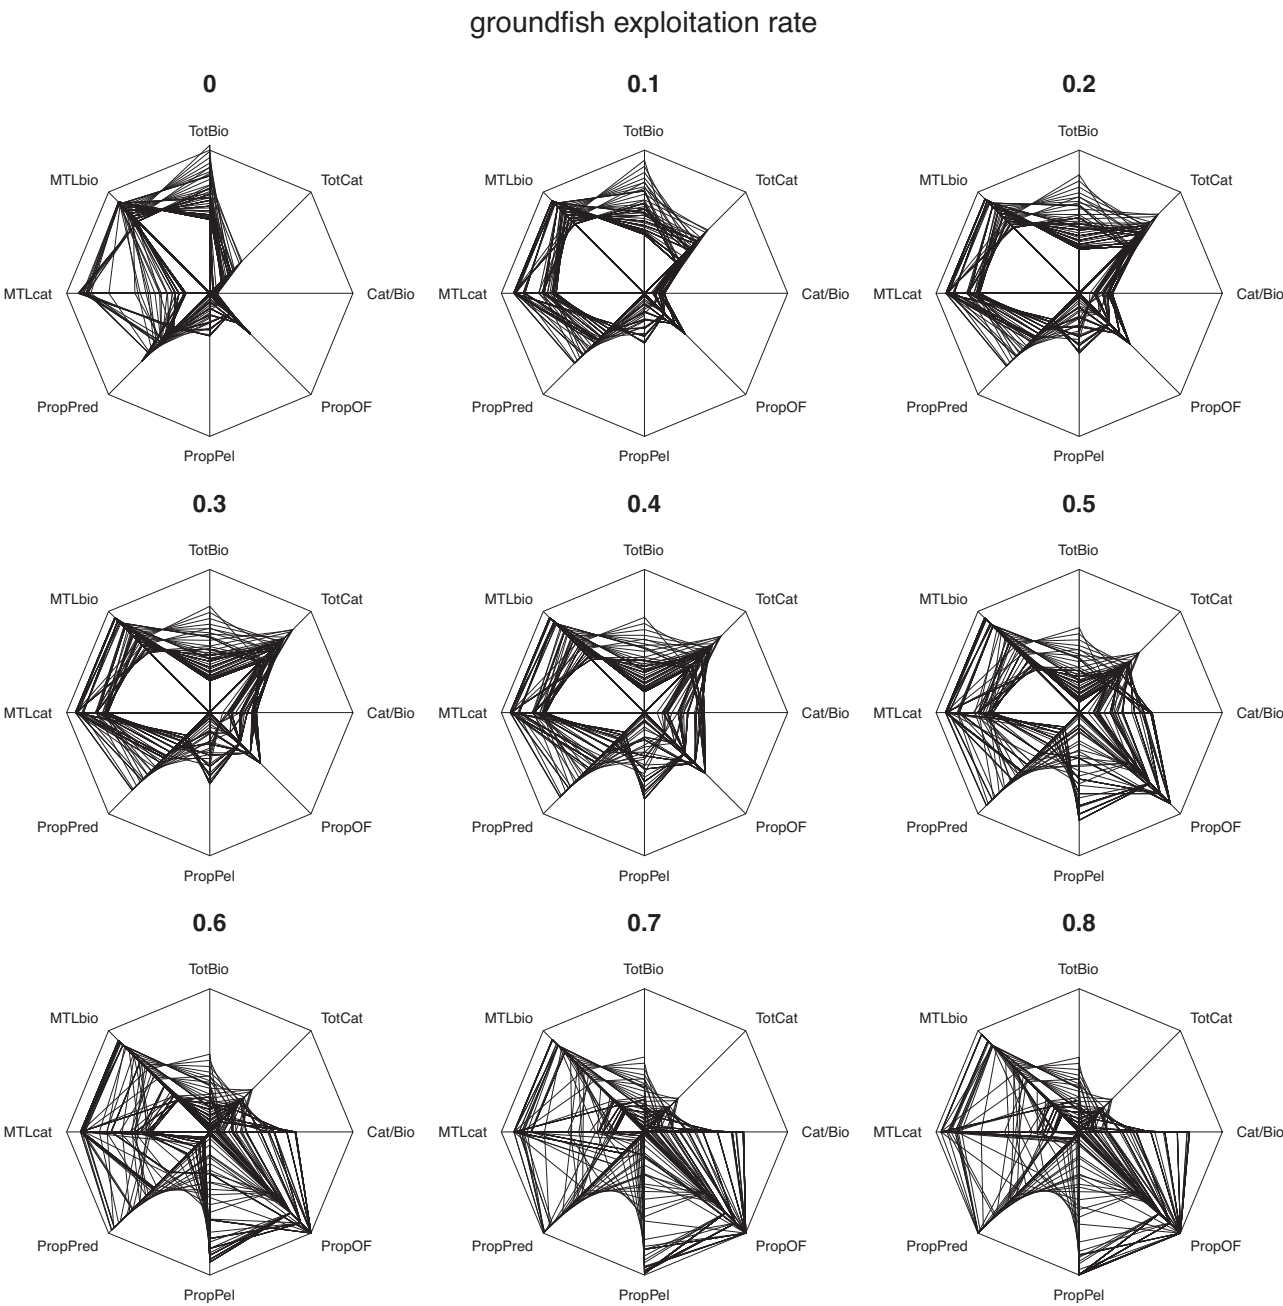 groundfish exploitation rate
0 0.1 0.2
TotBio TotBio TotBio
MTLbio TotCat MTLbio TotCat MTLbio TotCat
MTLcat Cat/Bio MTLcat Cat/Bio MTLcat Cat/Bio
PropPred PropOF PropPred PropOF PropPred PropOF
PropPel PropPel PropPel
0.3 0.4 0.5
TotBio TotBio TotBio
MTLbio TotCat MTLbio TotCat MTLbio TotCat
MTLcat Cat/Bio MTLcat Cat/Bio MTLcat Cat/Bio
PropPred PropOF PropPred PropOF PropPred PropOF
PropPel PropPel PropPel
0.6 0.7 0.8
TotBio TotBio TotBio
MTLbio TotCat MTLbio TotCat MTLbio TotCat
MTLcat Cat/Bio MTLcat Cat/Bio MTLcat Cat/Bio
PropPred PropOF PropPred PropOF PropPred PropOF
PropPel PropPel PropPel